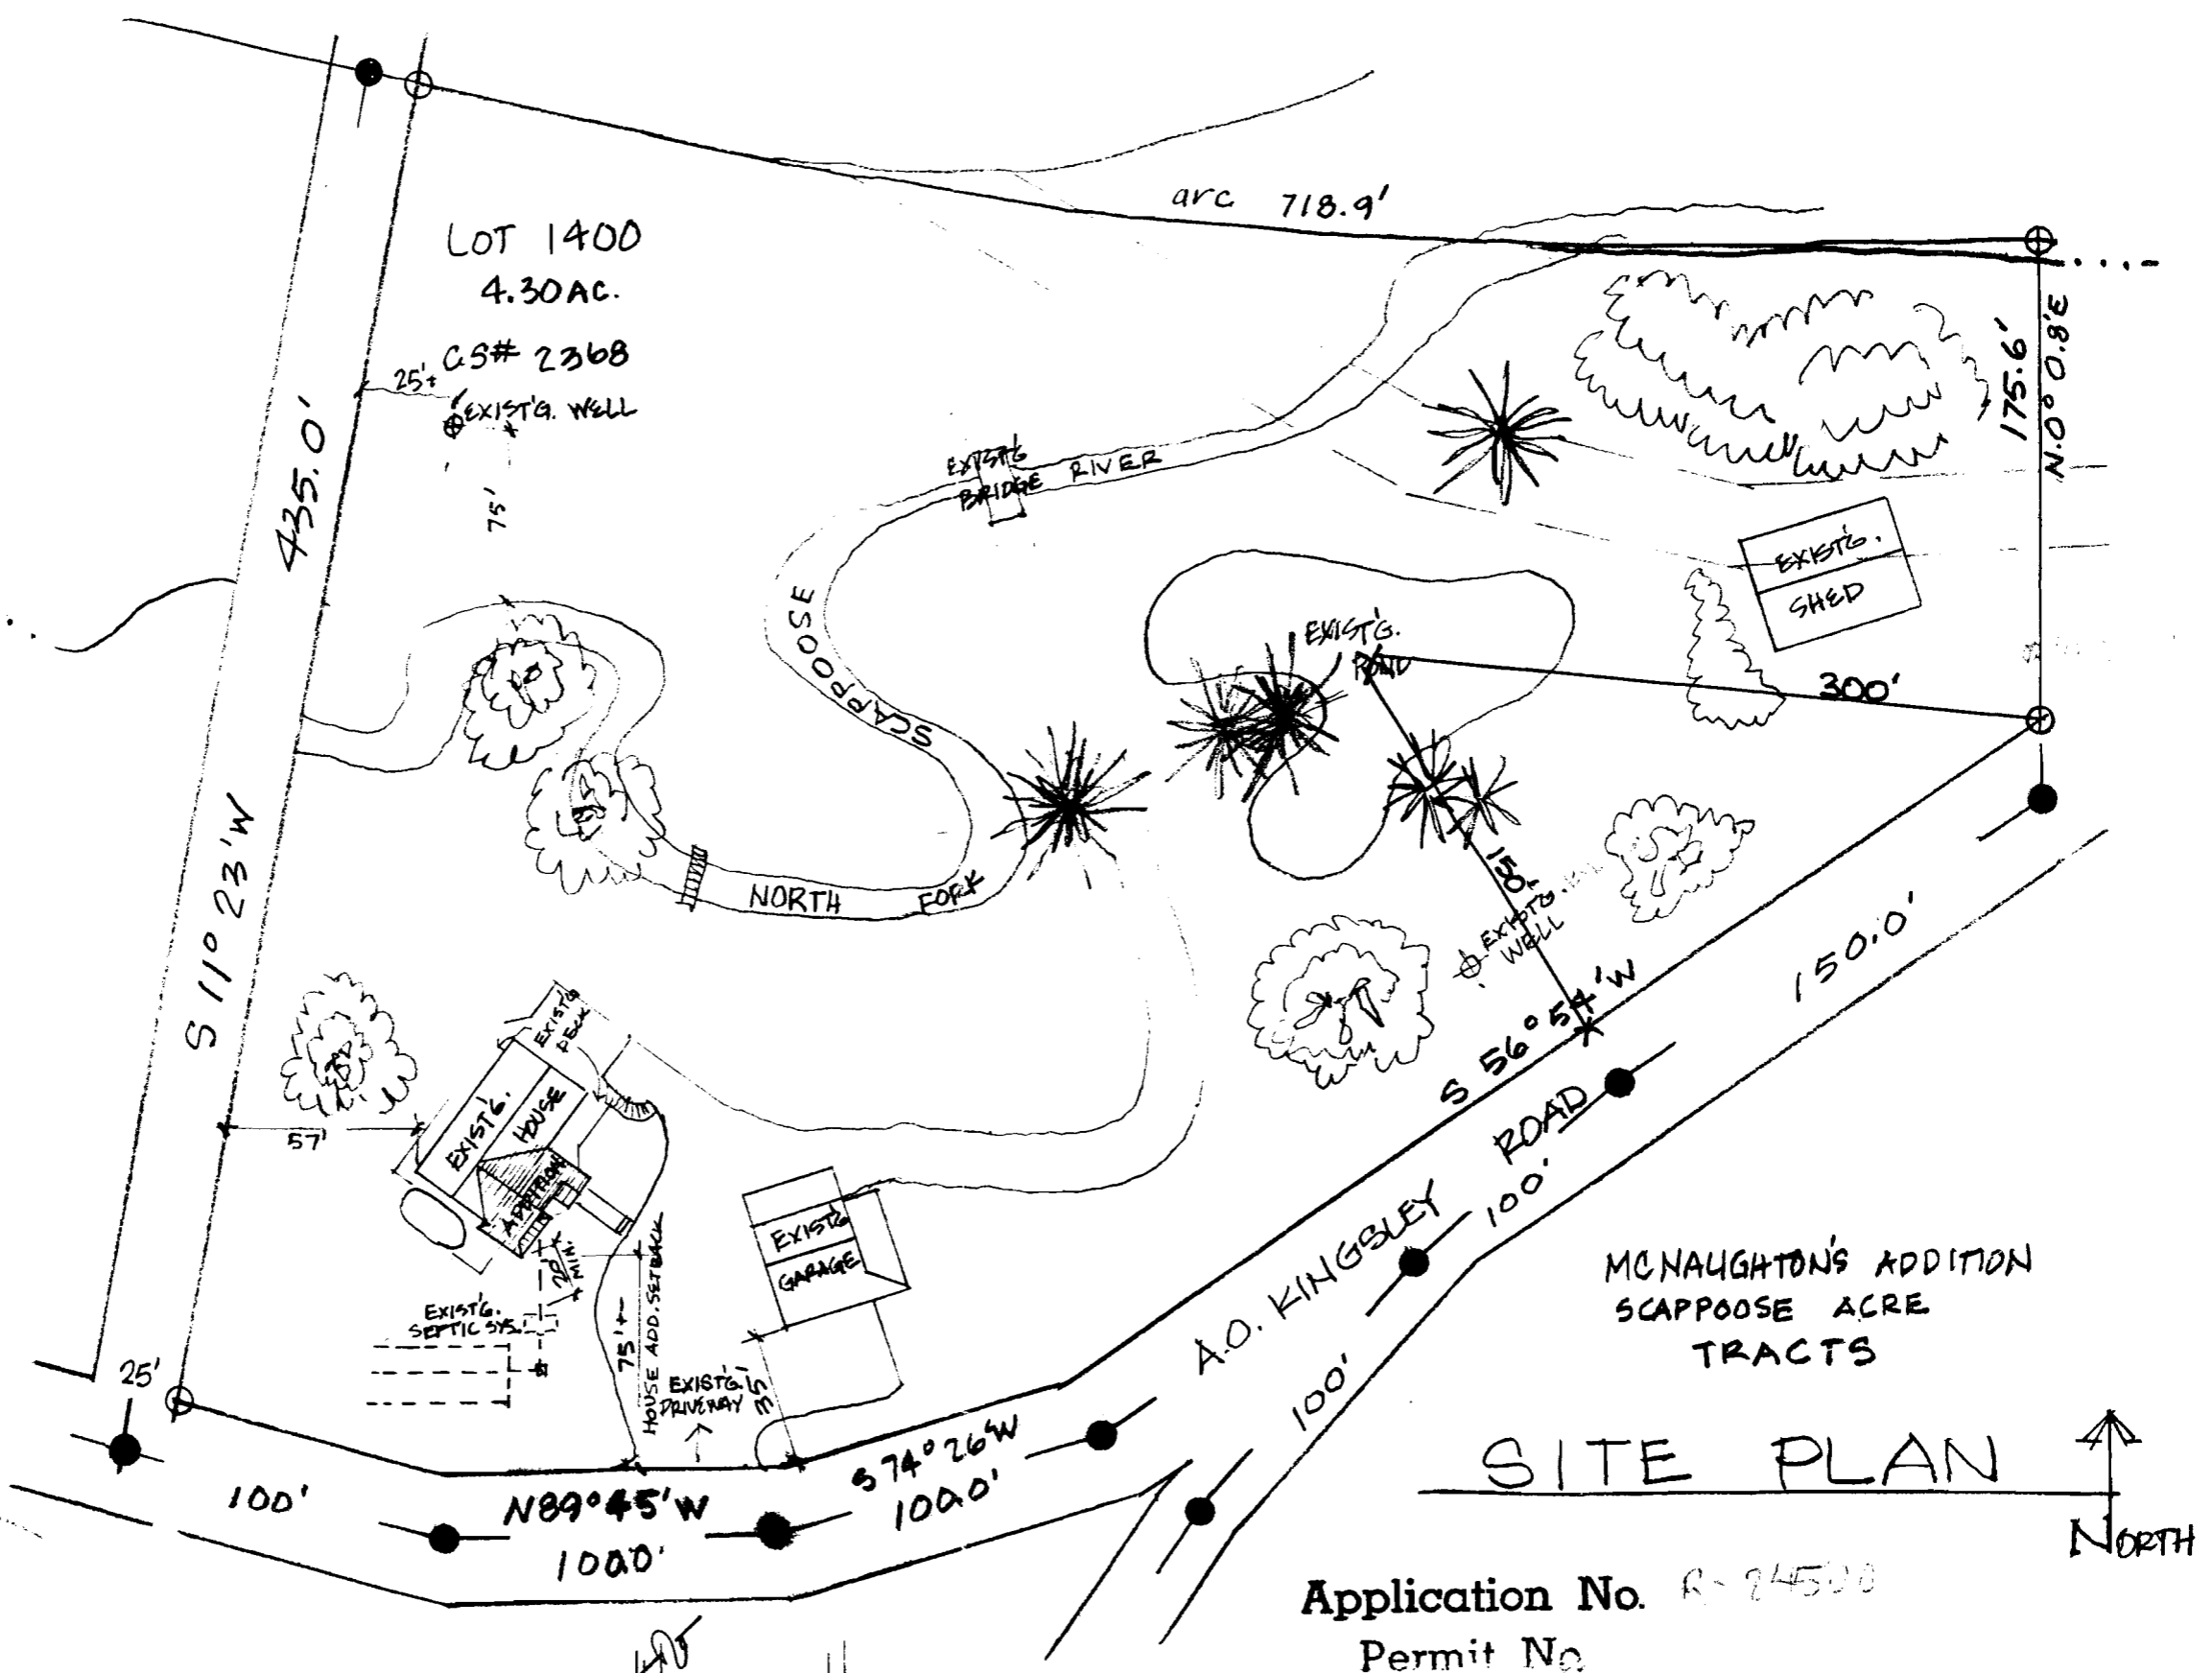 arc 718.9'
LOT 1400
4.30 AC.
CS# 2368
25'±
EXIST'G. WELL
75'
435.0'
S 11° 23' W
175.6'
N.0° 0.8'E
EXIST'G
BRIDGE
RIVER
SCAPPOOSE
NORTH FORK
EXIST'G.
SHED
EXIST'G.
POND
300'
150'
EXIST'G.
WELL
S 56° 54' W
150.0'
EXIST'G
DECK
EXIST'G.
HOUSE
ADDITION
57'
20'
MIN.
EXIST'G.
SEPTIC SYS.
75'+-
HOUSE ADD. SETBACK
EXIST'G
GARAGE
EXIST'G.
DRIVEWAY
35'
25'
A.O. KINGSLEY ROAD
100'
100'
100'
N89°45'W
100.0'
S 74° 26' W
100.0'
MCNAUGHTON'S ADDITION
SCAPPOOSE ACRE
TRACTS
SITE PLAN
NORTH
Application No.
Permit No